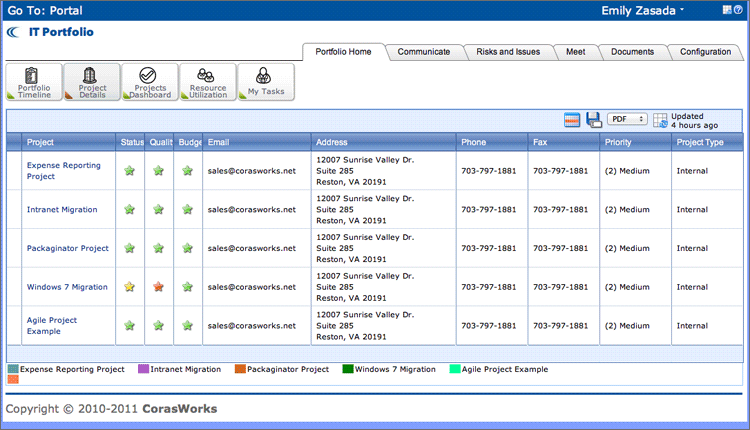 Go To: Portal Emily Zasada
IT Portfolio
Portfolio Home Communicate Risks and Issues Meet Documents Configuration
Portfolio Timeline Project Details Projects Dashboard Resource Utilization My Tasks
PDF Updated 4 hours ago
Project Status Qualit Budge Email Address Phone Fax Priority Project Type
Expense Reporting Project sales@corasworks.net 12007 Sunrise Valley Dr. Suite 285 Reston, VA 20191 703-797-1881 703-797-1881 (2) Medium Internal
Intranet Migration sales@corasworks.net 12007 Sunrise Valley Dr. Suite 285 Reston, VA 20191 703-797-1881 703-797-1881 (2) Medium Internal
Packaginator Project sales@corasworks.net 12007 Sunrise Valley Dr. Suite 285 Reston, VA 20191 703-797-1881 703-797-1881 (2) Medium Internal
Windows 7 Migration sales@corasworks.net 12007 Sunrise Valley Dr. Suite 285 Reston, VA 20191 703-797-1881 703-797-1881 (2) Medium Internal
Agile Project Example sales@corasworks.net 12007 Sunrise Valley Dr. Suite 285 Reston, VA 20191 703-797-1881 703-797-1881 (2) Medium Internal
Expense Reporting Project Intranet Migration Packaginator Project Windows 7 Migration Agile Project Example
Copyright © 2010-2011 CorasWorks